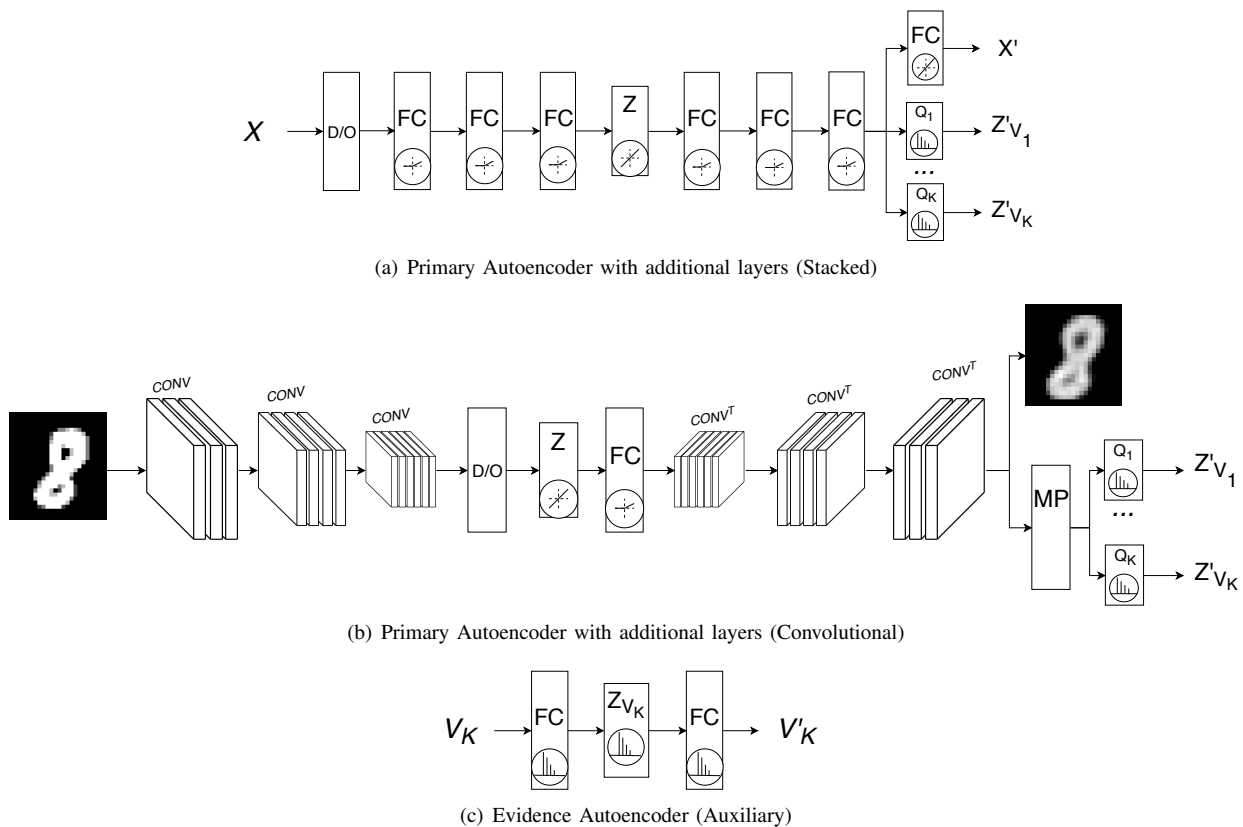 FC
X'
X
D/O
FC
FC
FC
Z
FC
FC
FC
Q1
Z'V1
...
QK
Z'VK
(a) Primary Autoencoder with additional layers (Stacked)
CONV
CONV
CONV
D/O
Z
FC
CONVT
CONVT
CONVT
MP
Q1
Z'V1
...
QK
Z'VK
(b) Primary Autoencoder with additional layers (Convolutional)
VK
FC
ZVK
FC
V'K
(c) Evidence Autoencoder (Auxiliary)